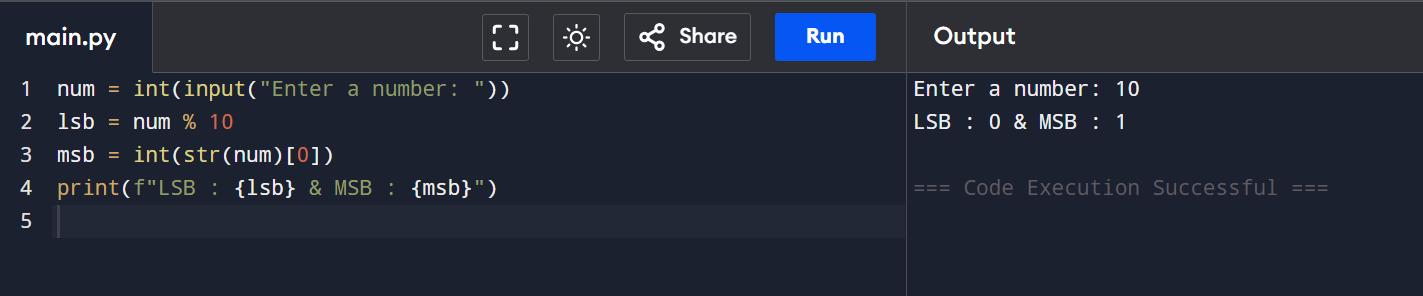 main.py
Share
Run
Output
1 num = int(input("Enter a number: "))
2 lsb = num % 10
3 msb = int(str(num)[0])
4 print(f"LSB : {lsb} & MSB : {msb}")
5
Enter a number: 10
LSB : 0 & MSB : 1
=== Code Execution Successful ===